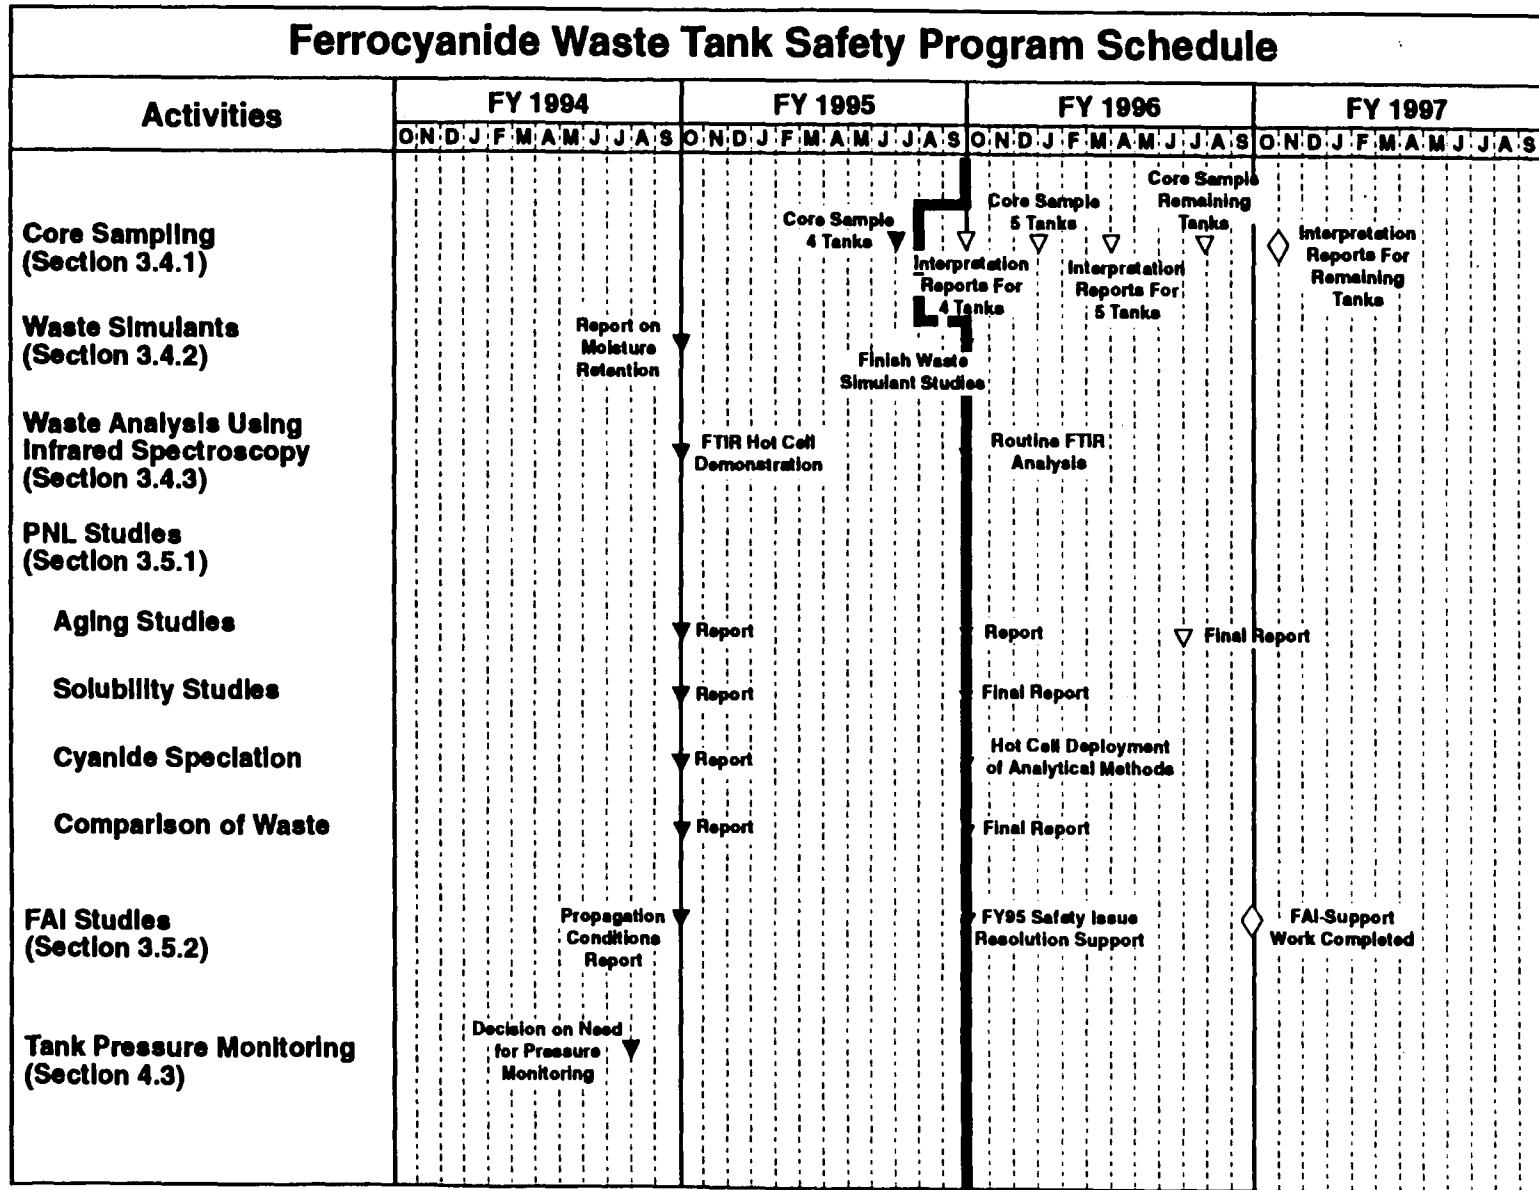 Ferrocyanide Waste Tank Safety Program Schedule
Activities
FY 1994
FY 1995
FY 1996
FY 1997
O N D J F M A M J J A S O N D J F M A M J J A S O N D J F M A M J J A S O N D J F M A M J J A S
Core Sampling
(Section 3.4.1)
Core Sample
4 Tanks
Interpretation
Reports For
4 Tanks
Core Sample
5 Tanks
Interpretation
Reports For
5 Tanks
Core Sample
Remaining
Tanks
Interpretation
Reports For
Remaining
Tanks
Waste Simulants
(Section 3.4.2)
Report on
Moisture
Retention
Finish Waste
Simulant Studies
Waste Analysis Using
Infrared Spectroscopy
(Section 3.4.3)
FTIR Hot Cell
Demonstration
Routine FTIR
Analysis
PNL Studies
(Section 3.5.1)
Aging Studies
Report
Report
Final Report
Solubility Studies
Report
Final Report
Cyanide Speciation
Report
Hot Cell Deployment
of Analytical Methods
Comparison of Waste
Report
Final Report
FAI Studies
(Section 3.5.2)
Propagation
Conditions
Report
FY95 Safety Issue
Resolution Support
FAI-Support
Work Completed
Tank Pressure Monitoring
(Section 4.3)
Decision on Need
for Pressure
Monitoring